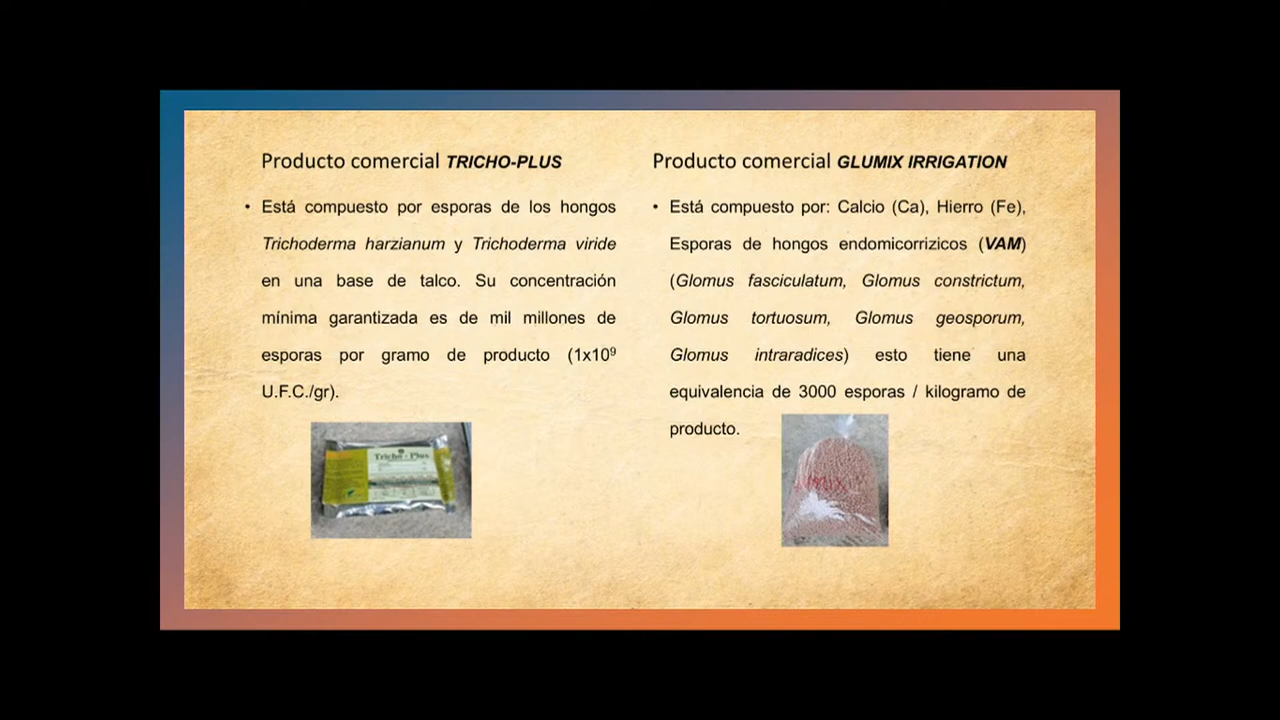 Producto comercial TRICHO-PLUS
• Está compuesto por esporas de los hongos
Trichoderma harzianum y Trichoderma viride
en una base de talco. Su concentración
mínima garantizada es de mil millones de
esporas por gramo de producto (1x10⁹
U.F.C./gr).
Tricho - Plus
Producto comercial GLUMIX IRRIGATION
• Está compuesto por: Calcio (Ca), Hierro (Fe),
Esporas de hongos endomicorrizicos (VAM)
(Glomus fasciculatum, Glomus constrictum,
Glomus tortuosum, Glomus geosporum,
Glomus intraradices) esto tiene una
equivalencia de 3000 esporas / kilogramo de
producto.